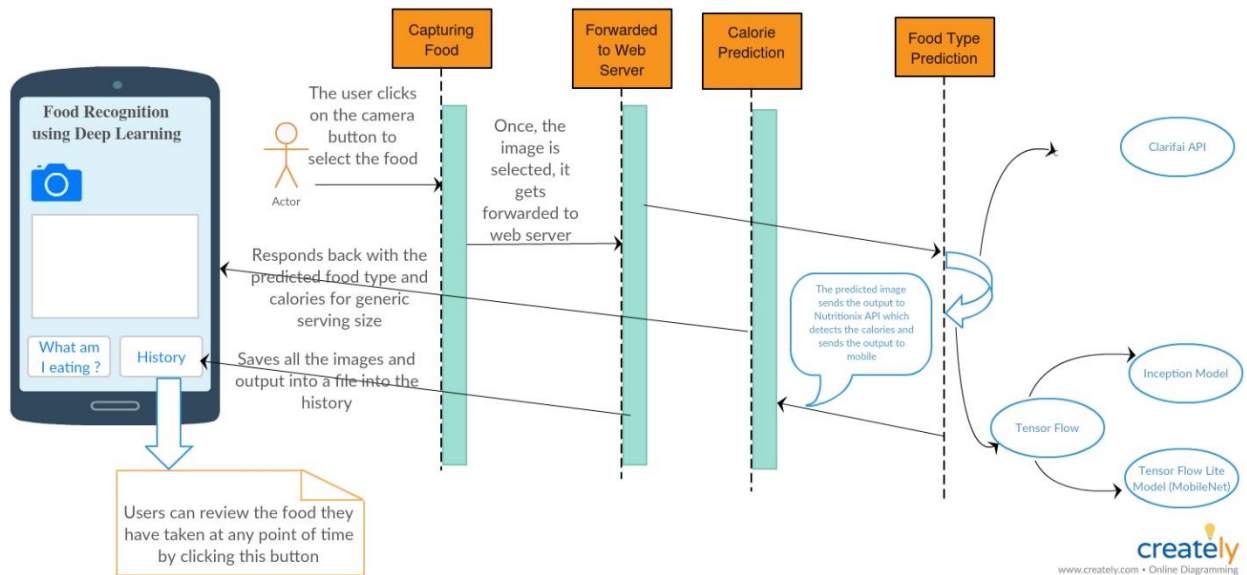 Capturing
Food
Forwarded
to Web
Server
Calorie
Prediction
Food Type
Prediction
Food Recognition
using Deep Learning
The user clicks
on the camera
button to
select the food
Actor
Once, the
image is
selected, it
gets
forwarded to
web server
Clarifai API
Responds back with the
predicted food type and
calories for generic
serving size
The predicted image
sends the output to
Nutritionix API which
detects the calories and
sends the output to
mobile
What am
I eating ?
History
Saves all the images and
output into a file into the
history
Inception Model
Tensor Flow
Tensor Flow Lite
Model (MobileNet)
Users can review the food they
have taken at any point of time
by clicking this button
creately
www.creately.com • Online Diagramming